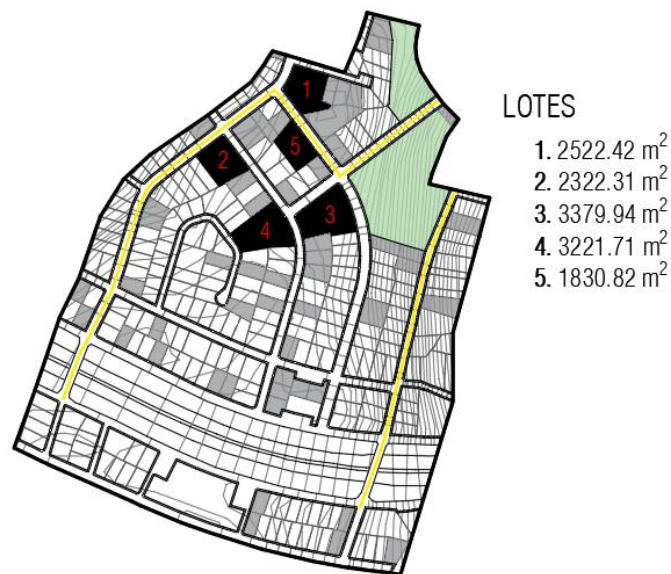 LOTES
1. 2522.42 m²
2. 2322.31 m²
3. 3379.94 m²
4. 3221.71 m²
5. 1830.82 m²
1
5
2
3
4